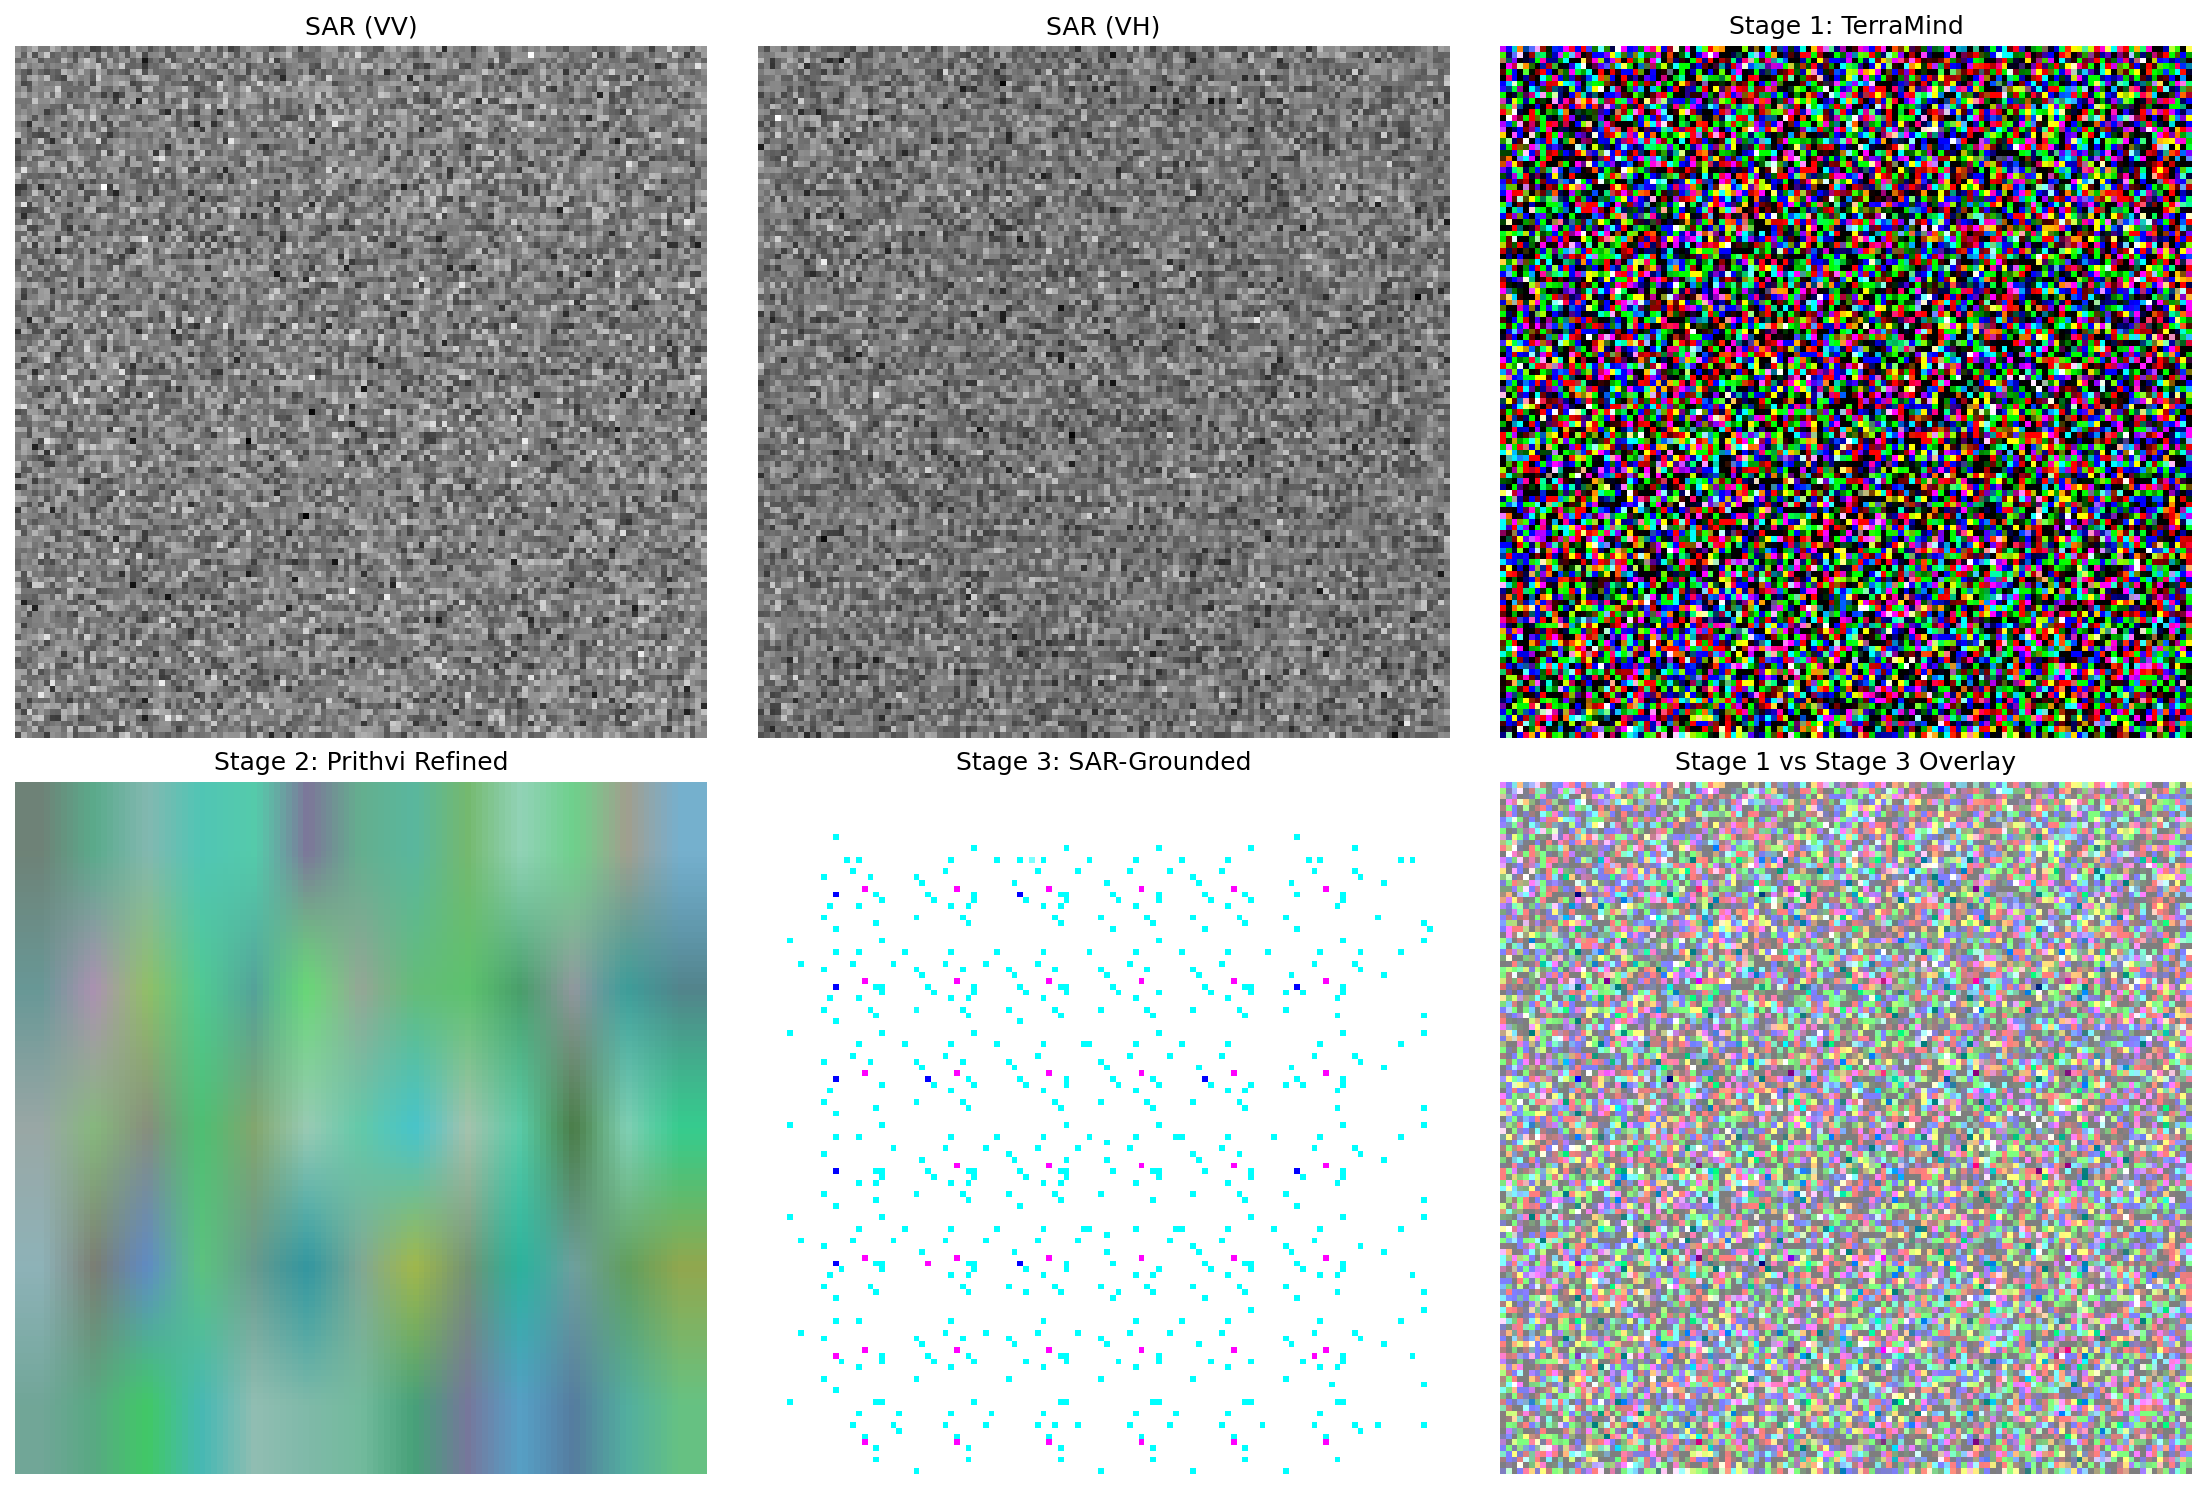 SAR (VV)
SAR (VH)
Stage 1: TerraMind
Stage 2: Prithvi Refined
Stage 3: SAR-Grounded
Stage 1 vs Stage 3 Overlay